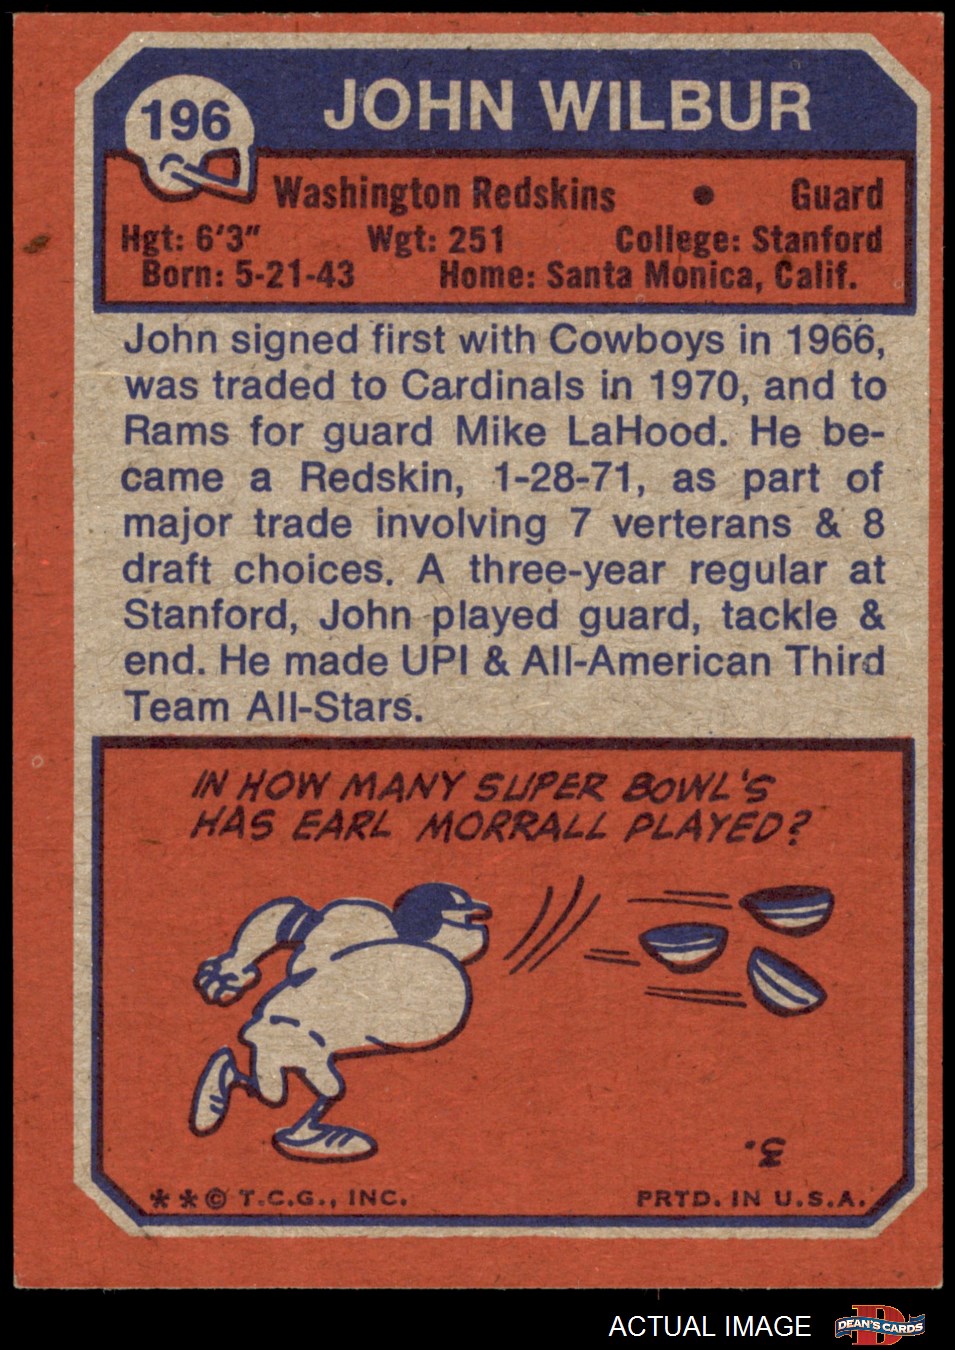 196
JOHN WILBUR
Washington Redskins • Guard
Hgt: 6'3" Wgt: 251 College: Stanford
Born: 5-21-43 Home: Santa Monica, Calif.
John signed first with Cowboys in 1966,
was traded to Cardinals in 1970, and to
Rams for guard Mike LaHood. He be-
came a Redskin, 1-28-71, as part of
major trade involving 7 verterans & 8
draft choices. A three-year regular at
Stanford, John played guard, tackle &
end. He made UPI & All-American Third
Team All-Stars.
IN HOW MANY SUPER BOWL'S
HAS EARL MORRALL PLAYED?
3.
**© T.C.G., INC. PRTD. IN U.S.A.
ACTUAL IMAGE
D
DEAN'S CARDS